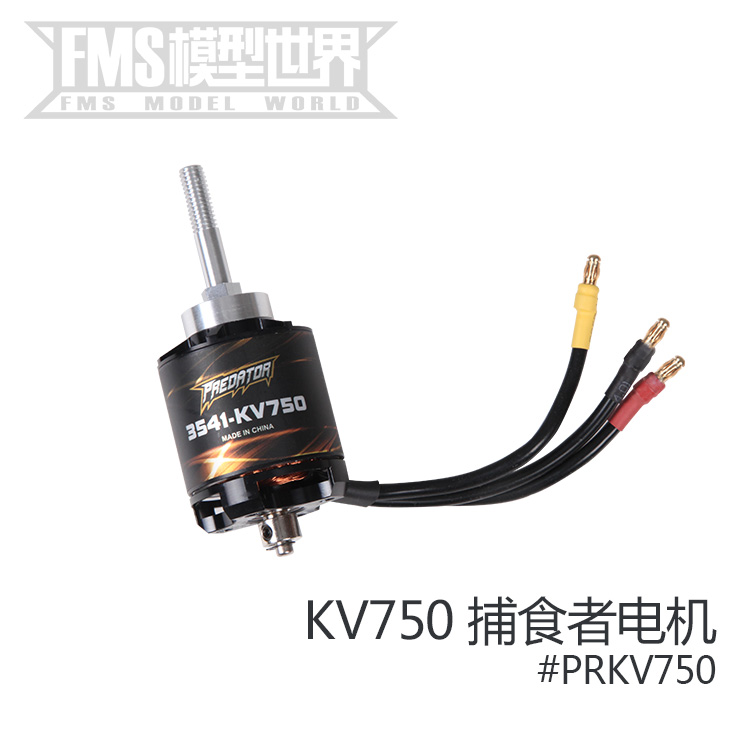 FMS模型世界
FMS MODEL WORLD
PREDATOR
3541-KV750
MADE IN CHINA
KV750 捕食者电机
#PRKV750